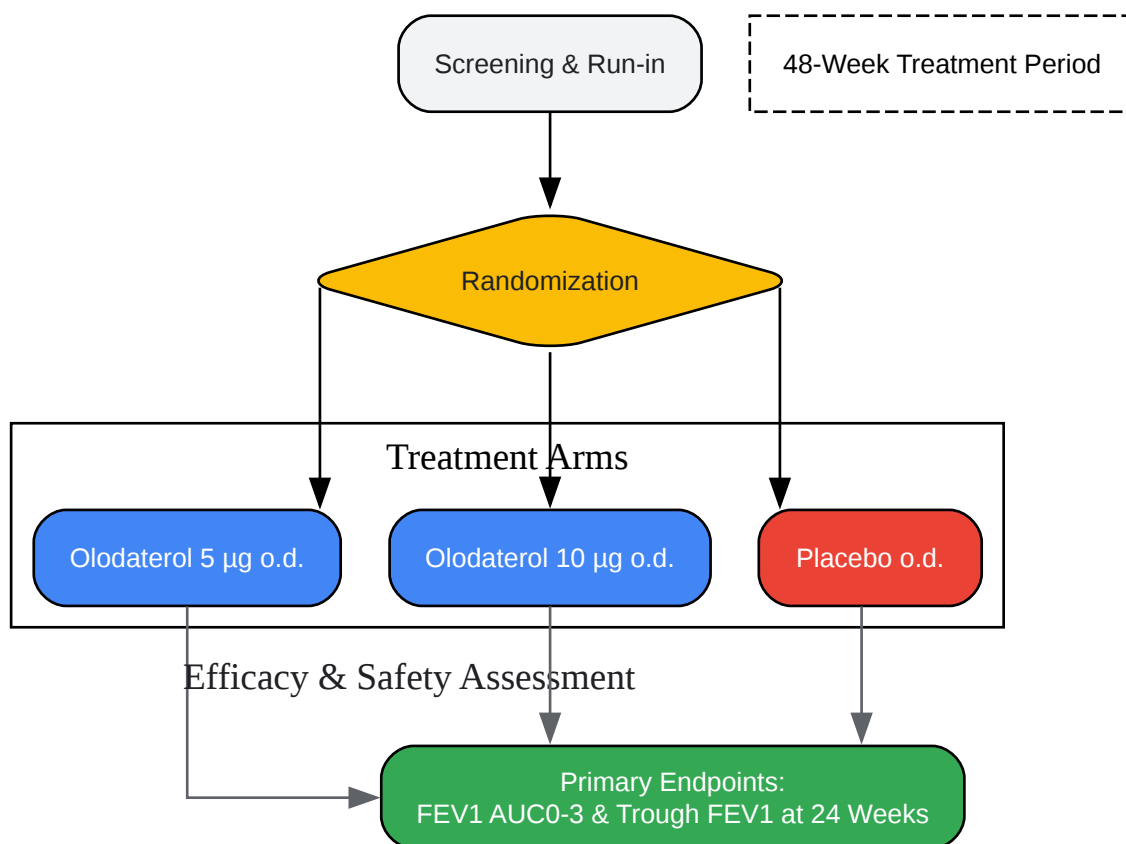 Screening & Run-in
48-Week Treatment Period
Randomization
Treatment Arms
Olodaterol 5 µg o.d.
Olodaterol 10 µg o.d.
Placebo o.d.
Efficacy & Safety Assessment
Primary Endpoints:
FEV1 AUC0-3 & Trough FEV1 at 24 Weeks